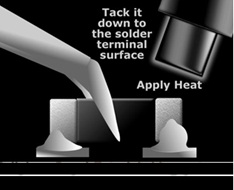 Tack it
down to
the solder
terminal
surface
Apply Heat